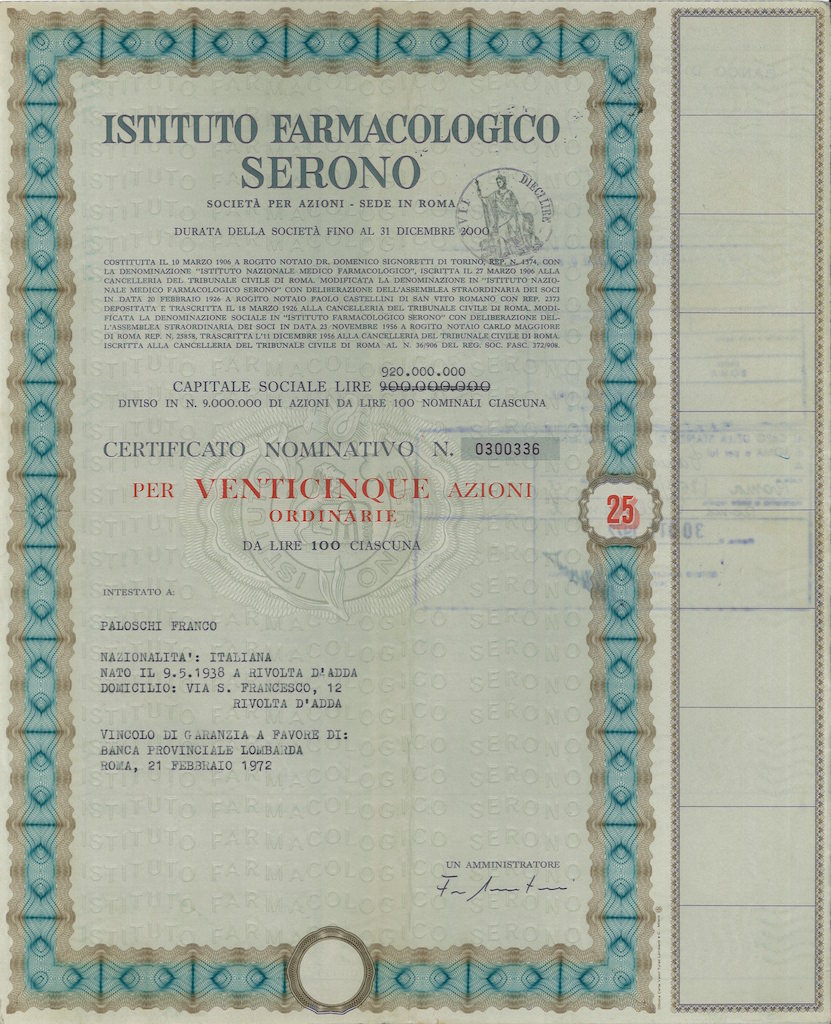 ISTITUTO FARMACOLOGICO
SERONO
SOCIETÀ PER AZIONI - SEDE IN ROMA
DURATA DELLA SOCIETÀ FINO AL 31 DICEMBRE 2000
VII DIECI LIRE
COSTITUITA IL 10 MARZO 1906 A ROGITO NOTAIO DR. DOMENICO SIGNORETTI DI TORINO, REP. N. 1374, CON
LA DENOMINAZIONE "ISTITUTO NAZIONALE MEDICO FARMACOLOGICO", ISCRITTA IL 27 MARZO 1906 ALLA
CANCELLERIA DEL TRIBUNALE CIVILE DI ROMA. MODIFICATA LA DENOMINAZIONE IN "ISTITUTO NAZIO-
NALE MEDICO FARMACOLOGICO SERONO" CON DELIBERAZIONE DELL'ASSEMBLEA STRAORDINARIA DEI SOCI
IN DATA 20 FEBBRAIO 1926 A ROGITO NOTAIO PAOLO CASTELLINI DI SAN VITO ROMANO CON REP. 2373
DEPOSITATA E TRASCRITTA IL 18 MARZO 1926 ALLA CANCELLERIA DEL TRIBUNALE CIVILE DI ROMA. MODI-
FICATA LA DENOMINAZIONE SOCIALE IN "ISTITUTO FARMACOLOGICO SERONO" CON DELIBERAZIONE DEL-
L'ASSEMBLEA STRAORDINARIA DEI SOCI IN DATA 23 NOVEMBRE 1956 A ROGITO NOTAIO CARLO MAGGIORE
DI ROMA REP. N. 25858, TRASCRITTA L'11 DICEMBRE 1956 ALLA CANCELLERIA DEL TRIBUNALE CIVILE DI ROMA.
ISCRITTA ALLA CANCELLERIA DEL TRIBUNALE CIVILE DI ROMA AL N. 36/906 DEL REG. SOC. FASC. 372/908.
920.000.000
CAPITALE SOCIALE LIRE 900.000.000
DIVISO IN N. 9.000.000 DI AZIONI DA LIRE 100 NOMINALI CIASCUNA
CERTIFICATO NOMINATIVO N. 0300336
PER VENTICINQUE AZIONI
ORDINARIE
25
DA LIRE 100 CIASCUNA
INTESTATO A:
PALOSCHI FRANCO
NAZIONALITA': ITALIANA
NATO IL 9.5.1938 A RIVOLTA D'ADDA
DOMICILIO: VIA S. FRANCESCO, 12
RIVOLTA D'ADDA
VINCOLO DI GARANZIA A FAVORE DI:
BANCA PROVINCIALE LOMBARDA
ROMA, 21 FEBBRAIO 1972
UN AMMINISTRATORE